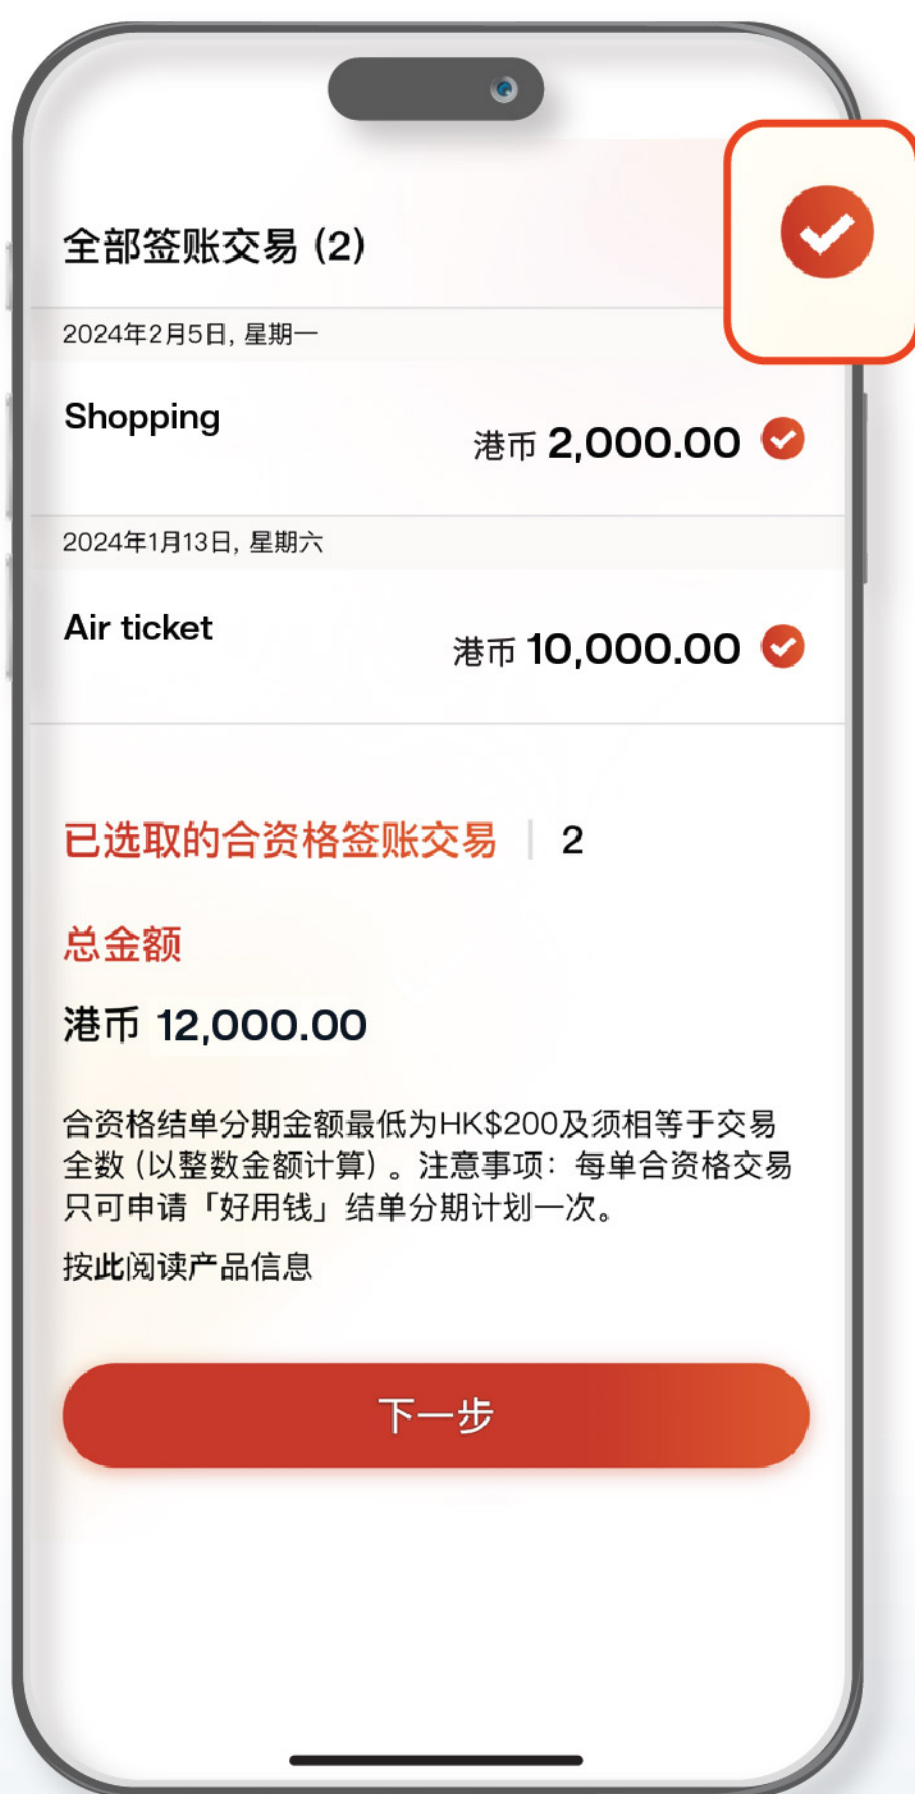 全部签账交易 (2)
2024年2月5日, 星期一
Shopping
港币 2,000.00
2024年1月13日, 星期六
Air ticket
港币 10,000.00
已选取的合资格签账交易 | 2
总金额
港币 12,000.00
合资格结单分期金额最低为HK$200及须相等于交易
全数 (以整数金额计算) 。注意事项：每单合资格交易
只可申请「好用钱」结单分期计划一次。
按此阅读产品信息
下一步